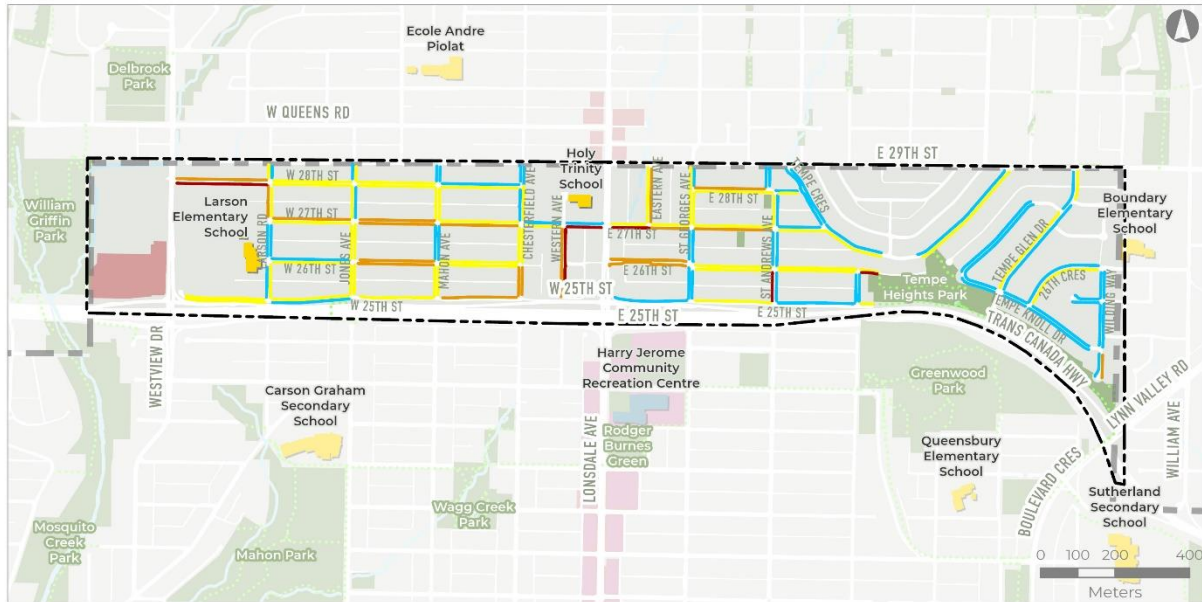 Ecole Andre
Piolat
Delbrook
Park
W QUEENS RD
E 29TH ST
Holy
Trinity
School
W 28TH ST
TEMPE CRES
William
Griffin
Park
Larson
Elementary
School
LARSON RD
W 27TH ST
W 26TH ST
JONES AVE
MAHON AVE
CHESTERFIELD AVE
WESTERN AVE
EASTERN AVE
ST GEORGES AVE
E 28TH ST
E 27TH ST
E 26TH ST
ST ANDREWS AVE
TEMPE GLEN DR
26TH CRES
WILDING WAY
Boundary
Elementary
School
Tempe
Heights Park
W 25TH ST
W 25TH ST
E 25TH ST
E 25TH ST
EMPE KNOLL DR
TRANS CANADA HWY
WESTVIEW DR
Harry Jerome
Community
Recreation Centre
Greenwood
Park
LYNN VALLEY RD
Carson Graham
Secondary
School
LONSDALE AVE
Rodger
Burnes
Green
Queensbury
Elementary
School
BOULEVARD CRES
WILLIAM AVE
Wagg Creek
Park
Sutherland
Secondary
School
Mosquito
Creek
Park
Mahon Park
0 100 200 400
Meters